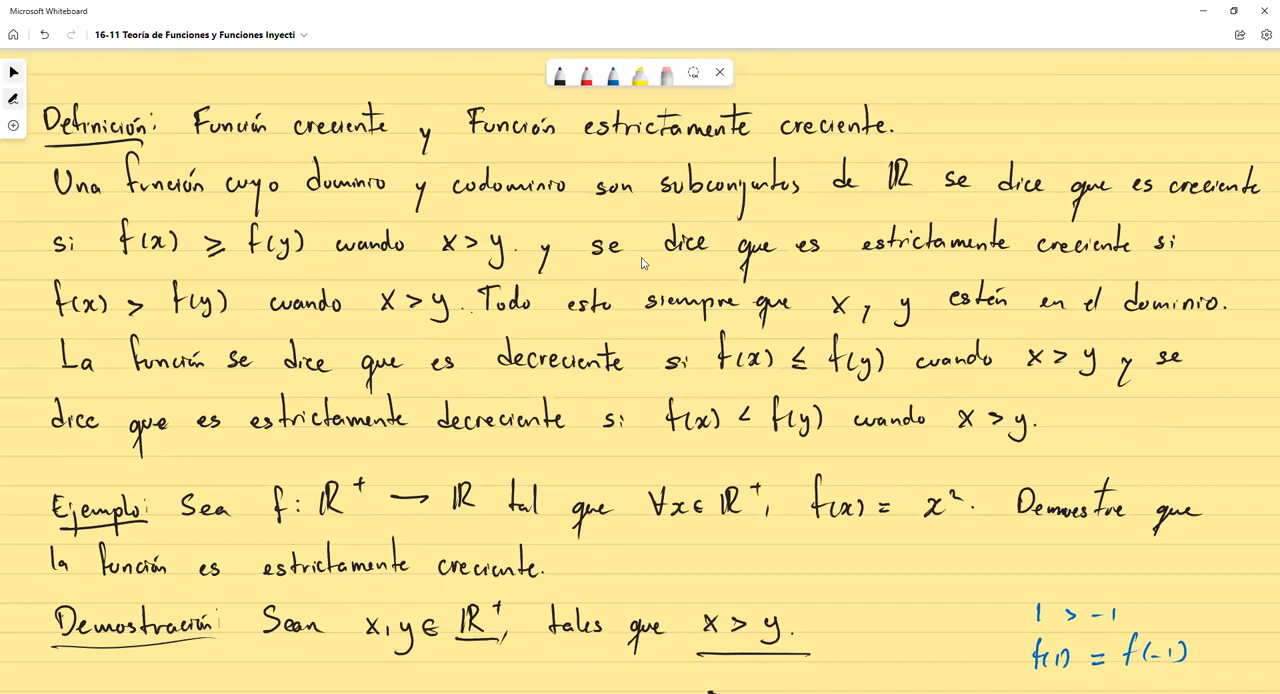 Microsoft Whiteboard
16-11 Teoría de Funciones y Funciones Inyecti
Definición: Función creciente y Función estrictamente creciente.
Una función cuyo dominio y codominio son subconjuntos de ℝ se dice que es creciente
si f(x) ≥ f(y) cuando x > y. y se dice que es estrictamente creciente si
f(x) > f(y) cuando x > y. Todo esto siempre que x, y estén en el dominio.
La función se dice que es decreciente si f(x) ≤ f(y) cuando x > y y se
dice que es estrictamente decreciente si f(x) < f(y) cuando x > y.
Ejemplo: Sea f: ℝ⁺ → ℝ tal que ∀x ∈ ℝ⁺, f(x) = x². Demuestre que
la función es estrictamente creciente.
Demostración: Sean x, y ∈ ℝ⁺, tales que x > y.
1 > -1
f(1) = f(-1)